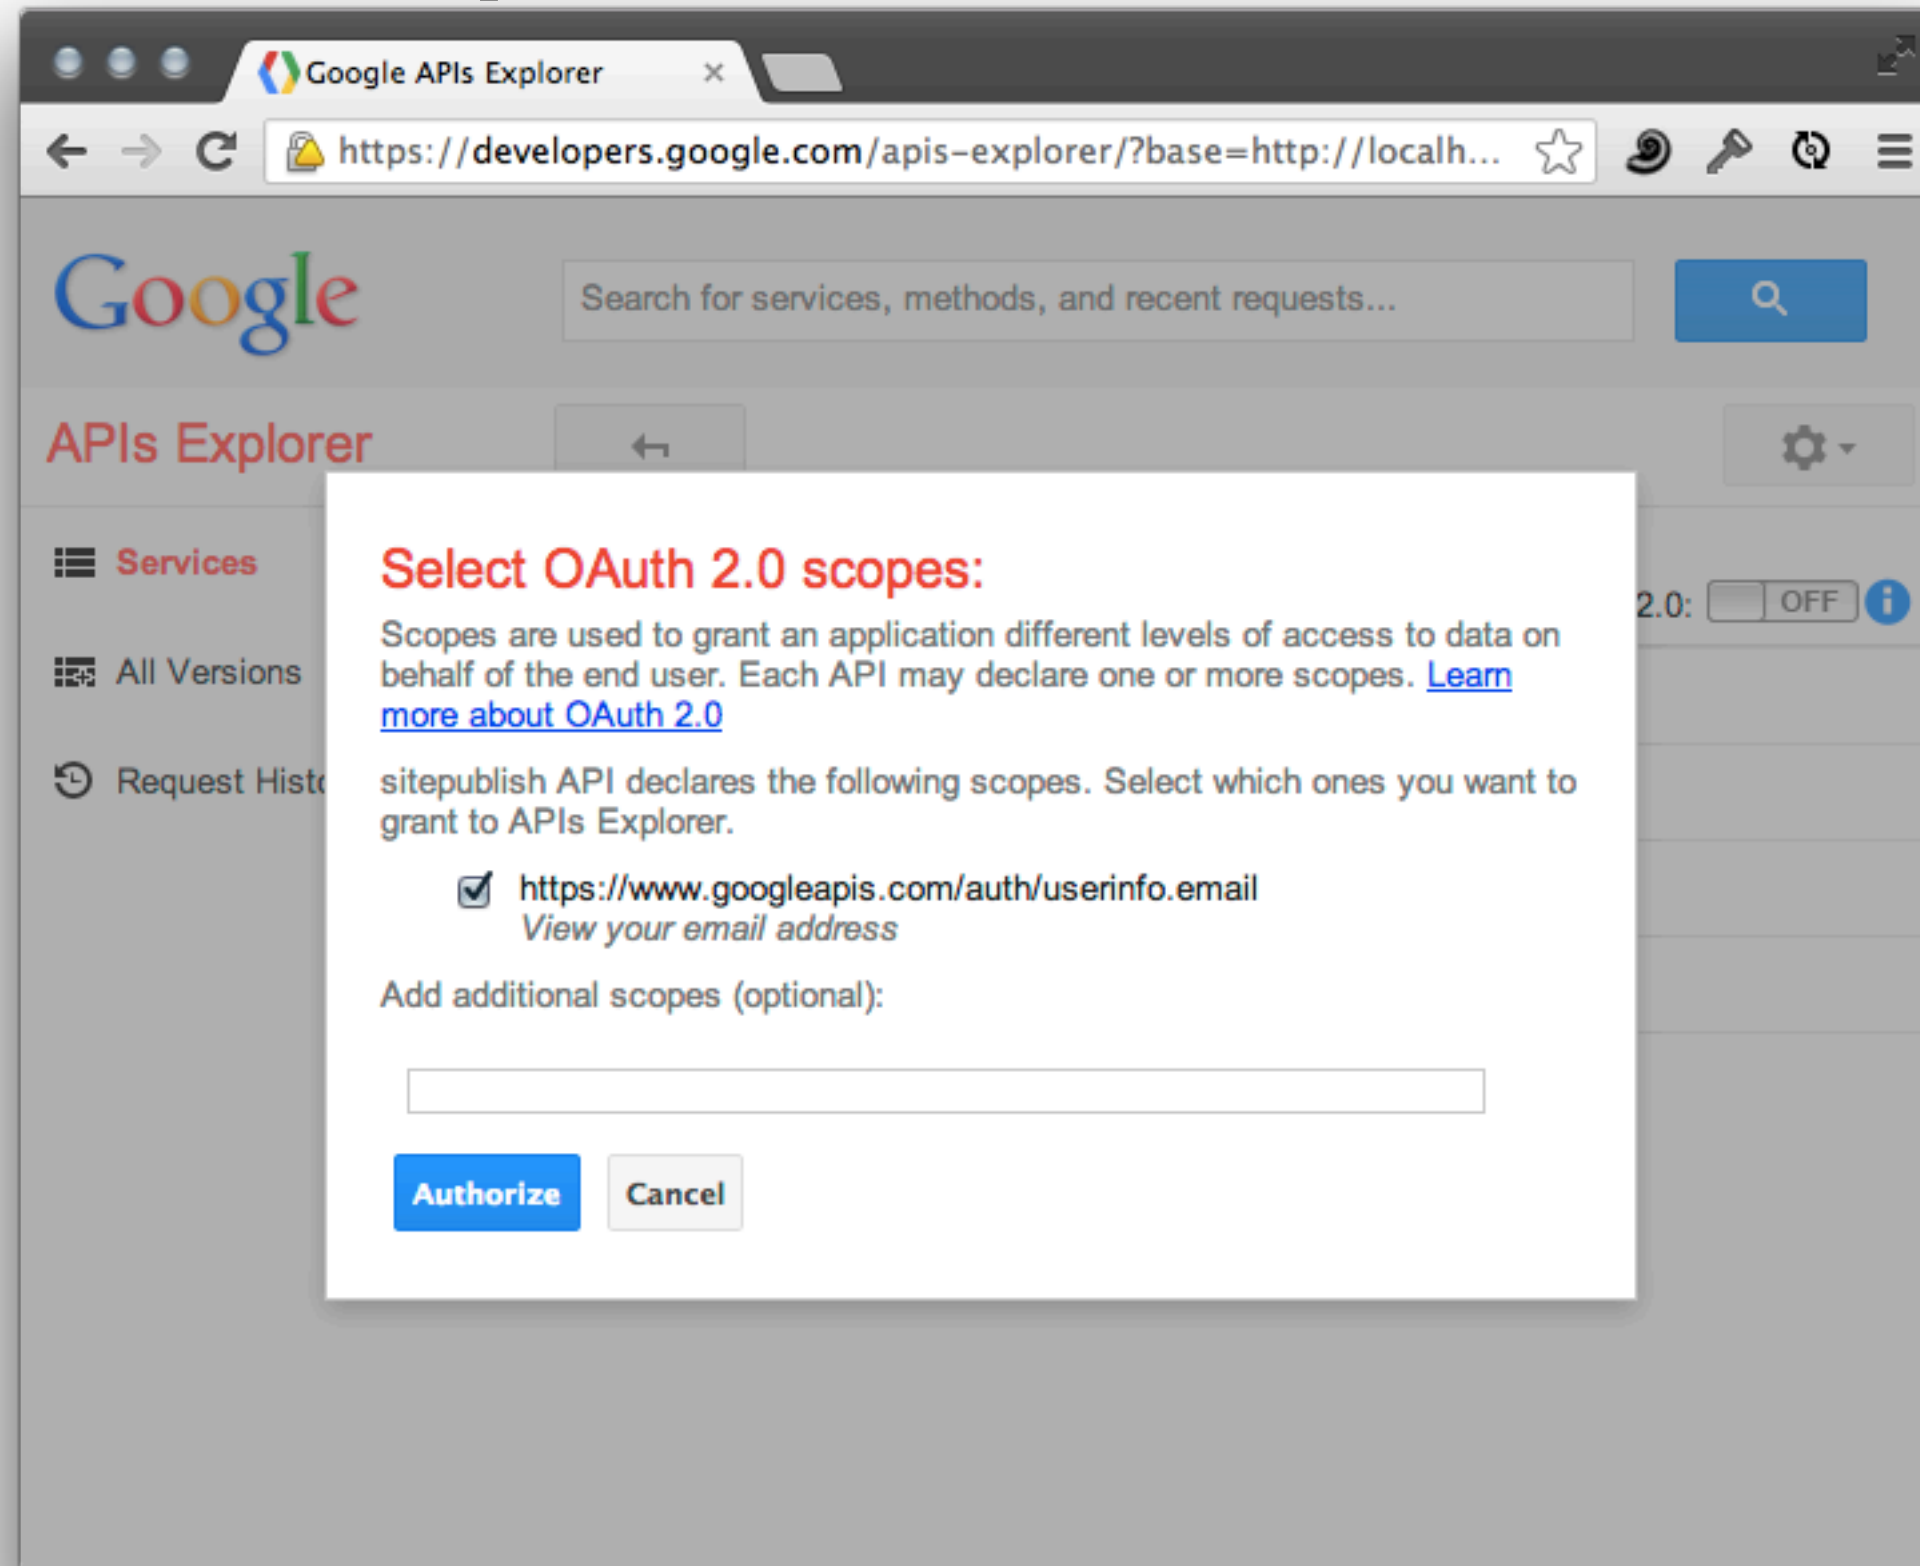 Google APIs Explorer
https://developers.google.com/apis-explorer/?base=http://localh...
Google
Search for services, methods, and recent requests...
APIs Explorer
Services
All Versions
Request Histo
2.0: OFF
Select OAuth 2.0 scopes:
Scopes are used to grant an application different levels of access to data on
behalf of the end user. Each API may declare one or more scopes. Learn
more about OAuth 2.0
sitepublish API declares the following scopes. Select which ones you want to
grant to APIs Explorer.
https://www.googleapis.com/auth/userinfo.email
View your email address
Add additional scopes (optional):
Authorize
Cancel